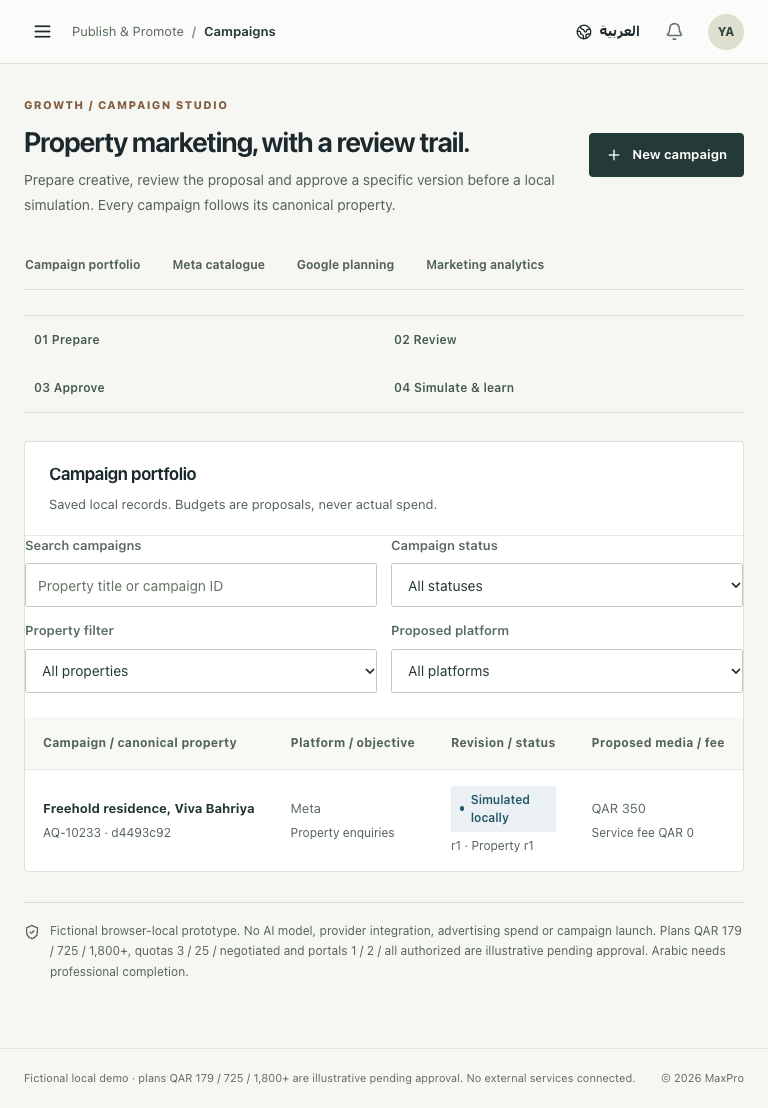 Publish & Promote / Campaigns
العربية
YA
GROWTH / CAMPAIGN STUDIO
Property marketing, with a review trail.
Prepare creative, review the proposal and approve a specific version before a local
simulation. Every campaign follows its canonical property.
New campaign
Campaign portfolio
Meta catalogue
Google planning
Marketing analytics
01 Prepare
02 Review
03 Approve
04 Simulate & learn
Campaign portfolio
Saved local records. Budgets are proposals, never actual spend.
Search campaigns
Campaign status
Property title or campaign ID
All statuses
Property filter
Proposed platform
All properties
All platforms
Campaign / canonical property
Platform / objective
Revision / status
Proposed media / fee
Freehold residence, Viva Bahriya
AQ-10233 · d4493c92
Meta
Property enquiries
Simulated
locally
r1 · Property r1
QAR 350
Service fee QAR 0
Fictional browser-local prototype. No AI model, provider integration, advertising spend or campaign launch. Plans QAR 179
/ 725 / 1,800+, quotas 3 / 25 / negotiated and portals 1 / 2 / all authorized are illustrative pending approval. Arabic needs
professional completion.
Fictional local demo · plans QAR 179 / 725 / 1,800+ are illustrative pending approval. No external services connected.
© 2026 MaxPro